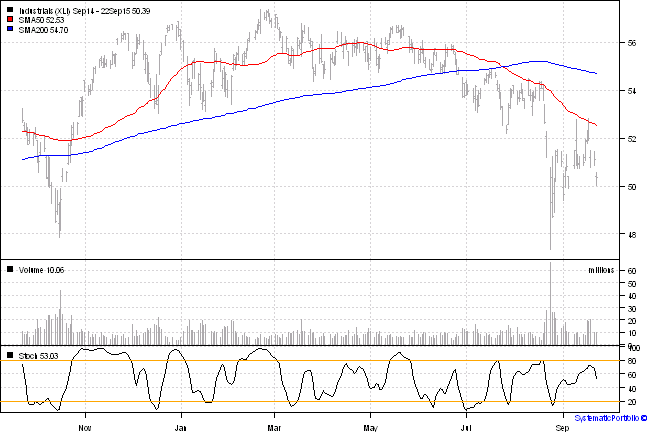 Industrials (XLI) Sep14 - 22Sep15 50.39
SMA50 52.53
SMA200 54.70
56
54
52
50
48
Volume 10.06
millions
60
50
40
30
20
10
0
Stoch 53.03
100
80
60
40
20
Nov
Jan
Mar
May
Jul
Sep
SystematicPortfolio ©